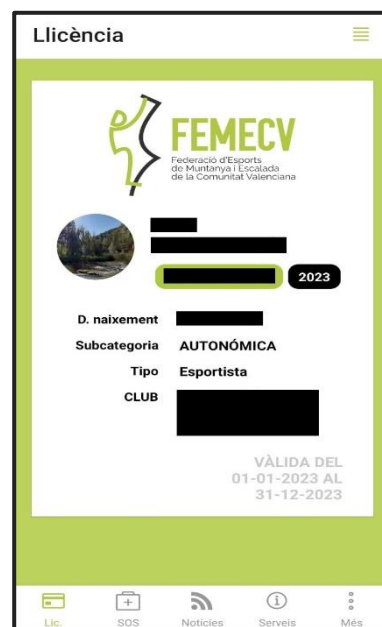 Llicència
FEMECV
Federació d'Esports
de Muntanya i Escalada
de la Comunitat Valenciana
2023
D. naixement
Subcategoria AUTONÓMICA
Tipo Esportista
CLUB
VÀLIDA DEL
01-01-2023 AL
31-12-2023
Lic. SOS Noticies Serveis Més